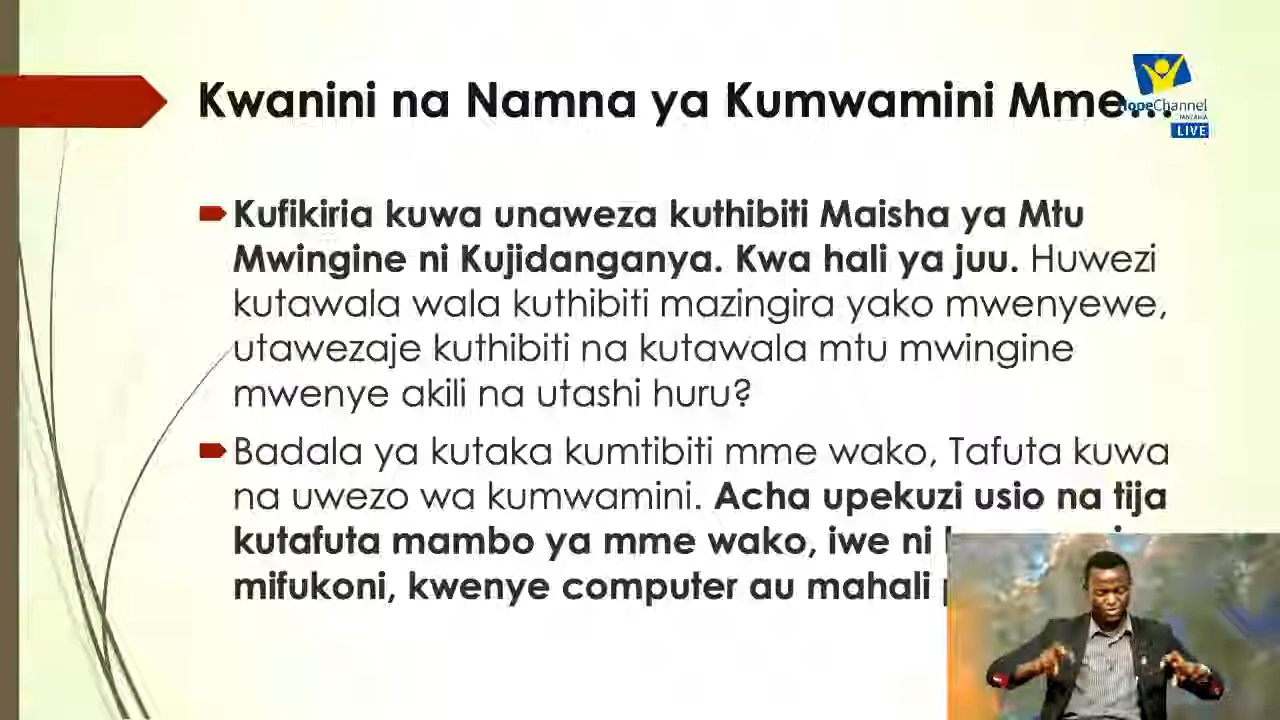 Kwanini na Namna ya Kumwamini Mme...
HopeChannel
TANZANIA
LIVE
Kufikiria kuwa unaweza kuthibiti Maisha ya Mtu
Mwingine ni Kujidanganya. Kwa hali ya juu. Huwezi
kutawala wala kuthibiti mazingira yako mwenyewe,
utawezaje kuthibiti na kutawala mtu mwingine
mwenye akili na utashi huru?
Badala ya kutaka kumtibiti mme wako, Tafuta kuwa
na uwezo wa kumwamini. Acha upekuzi usio na tija
kutafuta mambo ya mme wako, iwe ni
mifukoni, kwenye computer au mahali